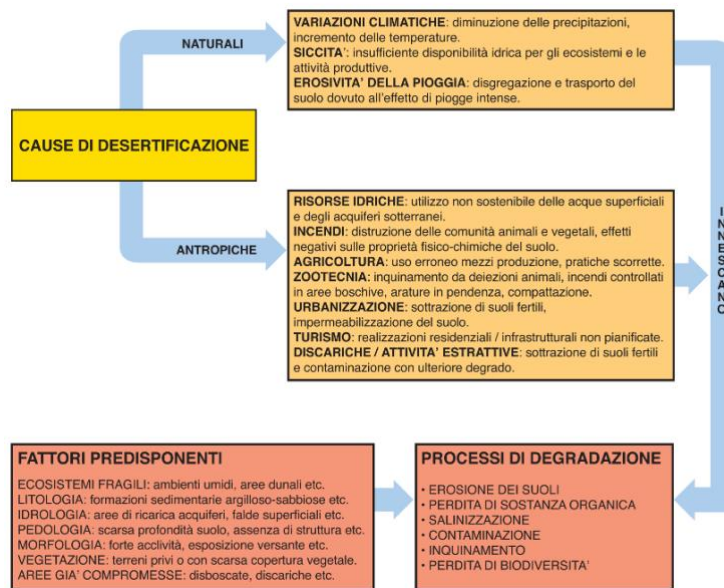 NATURALI
VARIAZIONI CLIMATICHE: diminuzione delle precipitazioni,
incremento delle temperature.
SICCITA': insufficiente disponibilità idrica per gli ecosistemi e le
attività produttive.
EROSIVITA' DELLA PIOGGIA: disgregazione e trasporto del
suolo dovuto all'effetto di piogge intense.
CAUSE DI DESERTIFICAZIONE
ANTROPICHE
RISORSE IDRICHE: utilizzo non sostenibile delle acque superficiali
e degli acquiferi sotterranei.
INCENDI: distruzione delle comunità animali e vegetali, effetti
negativi sulle proprietà fisico-chimiche del suolo.
AGRICOLTURA: uso erroneo mezzi produzione, pratiche scorrette.
ZOOTECNIA: inquinamento da deiezioni animali, incendi controllati
in aree boschive, arature in pendenza, compattazione.
URBANIZZAZIONE: sottrazione di suoli fertili,
impermeabilizzazione del suolo.
TURISMO: realizzazioni residenziali / infrastrutturali non pianificate.
DISCARICHE / ATTIVITA' ESTRATTIVE: sottrazione di suoli fertili
e contaminazione con ulteriore degrado.
INNESCANO
FATTORI PREDISPONENTI
ECOSISTEMI FRAGILI: ambienti umidi, aree dunali etc.
LITOLOGIA: formazioni sedimentarie argilloso-sabbiose etc.
IDROLOGIA: aree di ricarica acquiferi, falde superficiali etc.
PEDOLOGIA: scarsa profondità suolo, assenza di struttura etc.
MORFOLOGIA: forte acclività, esposizione versante etc.
VEGETAZIONE: terreni privi o con scarsa copertura vegetale.
AREE GIA' COMPROMESSE: disboscate, discariche etc.
PROCESSI DI DEGRADAZIONE
• EROSIONE DEI SUOLI
• PERDITA DI SOSTANZA ORGANICA
• SALINIZZAZIONE
• CONTAMINAZIONE
• INQUINAMENTO
• PERDITA DI BIODIVERSITA'